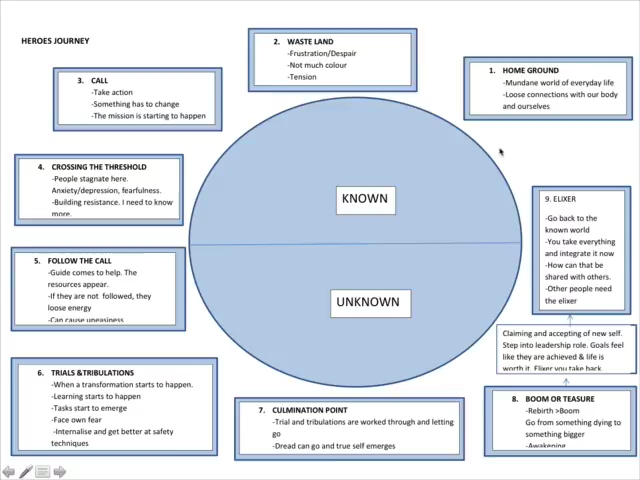 HEROES JOURNEY
1. HOME GROUND
-Mundane world of everyday life
-Loose connections with our body
and ourselves
2. WASTE LAND
-Frustration/Despair
-Not much colour
-Tension
3. CALL
-Take action
-Something has to change
-The mission is starting to happen
4. CROSSING THE THRESHOLD
-People stagnate here.
Anxiety/depression, fearfulness.
-Building resistance. I need to know
more.
5. FOLLOW THE CALL
-Guide comes to help. The
resources appear.
-If they are not followed, they
loose energy
-Can cause uneasiness
6. TRIALS &TRIBULATIONS
-When a transformation starts to happen.
-Learning starts to happen
-Tasks start to emerge
-Face own fear
-Internalise and get better at safety
techniques
7. CULMINATION POINT
-Trial and tribulations are worked through and letting
go
-Dread can go and true self emerges
8. BOOM OR TEASURE
-Rebirth >Boom
Go from something dying to
something bigger
-Awakening
Claiming and accepting of new self.
Step into leadership role. Goals feel
like they are achieved & life is
worth it. Elixer you take back
9. ELIXER
-Go back to the
known world
-You take everything
and integrate it now
-How can that be
shared with others.
-Other people need
the elixer
KNOWN
UNKNOWN